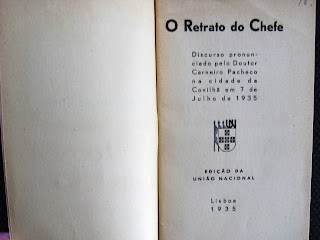 O Retrato do Chefe
Discurso pronun-
ciado pelo Doutor
Carneiro Pacheco
na cidade da
Covilhã em 7 de
Julho de 1935
EDIÇÃO DA
UNIÃO NACIONAL
Lisboa
1935